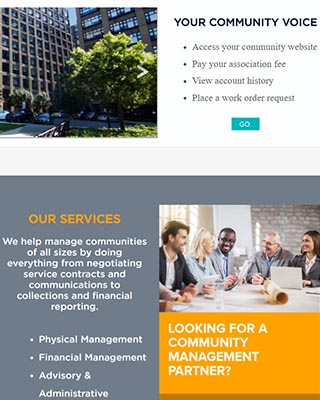 YOUR COMMUNITY VOICE
Access your community website
Pay your association fee
View account history
Place a work order request
GO
OUR SERVICES
We help manage communities
of all sizes by doing
everything from negotiating
service contracts and
communications to
collections and financial
reporting.
Physical Management
Financial Management
Advisory &
Administrative
LOOKING FOR A
COMMUNITY
MANAGEMENT
PARTNER?